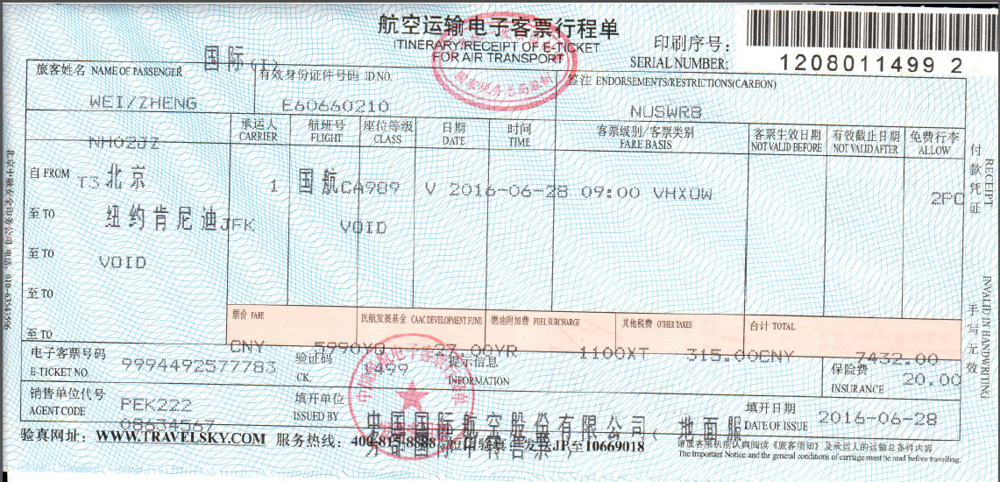 航空运输电子客票行程单
ITINERARY/RECEIPT OF E-TICKET
FOR AIR TRANSPORT
印刷序号:
SERIAL NUMBER:
1208011499 2
国际(I)
国家税务总局监制
旅客姓名 NAME OF PASSENGER
有效身份证件号码 ID NO.
签注 ENDORSEMENTS/RESTRICTIONS(CARBON)
WEI/ZHENG
E60660210
NUSWR8
承运人 CARRIER
航班号 FLIGHT
座位等级 CLASS
日期 DATE
时间 TIME
客票级别/客票类别 FARE BASIS
客票生效日期 NOT VALID BEFORE
有效截止日期 NOT VALID AFTER
免费行李 ALLOW
NH02JZ
自 FROM T3北京 1 国航CA989 V 2016-06-28 09:00 VHXOW 2PC
至 TO 纽约肯尼迪JFK VOID
至 TO VOID
至 TO
至 TO
票价 FARE
民航发展基金 CAAC DEVELOPMENT FUND
燃油附加费 FUEL SURCHARGE
其他税费 OTHER TAXES
合计 TOTAL
CNY 5990YQ 27.00YR 1100XT 315.00CNY 7432.00
电子客票号码
E-TICKET NO.
9994492577783
验证码
CK.
1499
提示信息
INFORMATION
保险费
INSURANCE
20.00
销售单位代号
AGENT CODE
PEK222
08634567
填开单位
ISSUED BY
中国国际航空股份有限公司( 地面服
填开日期
DATE OF ISSUE
2016-06-28
验真网址:WWW.TRAVELSKY.COM 服务热线:400-815-8888 短信验真:发送JP至10669018
请旅客乘机前认真阅读《旅客须知》及承运人的运输总条件内容
The Important Notice and the general conditions of carriage must be read before travelling.
付款凭证 RECEIPT
手写无效 INVALID IN HANDWRITING